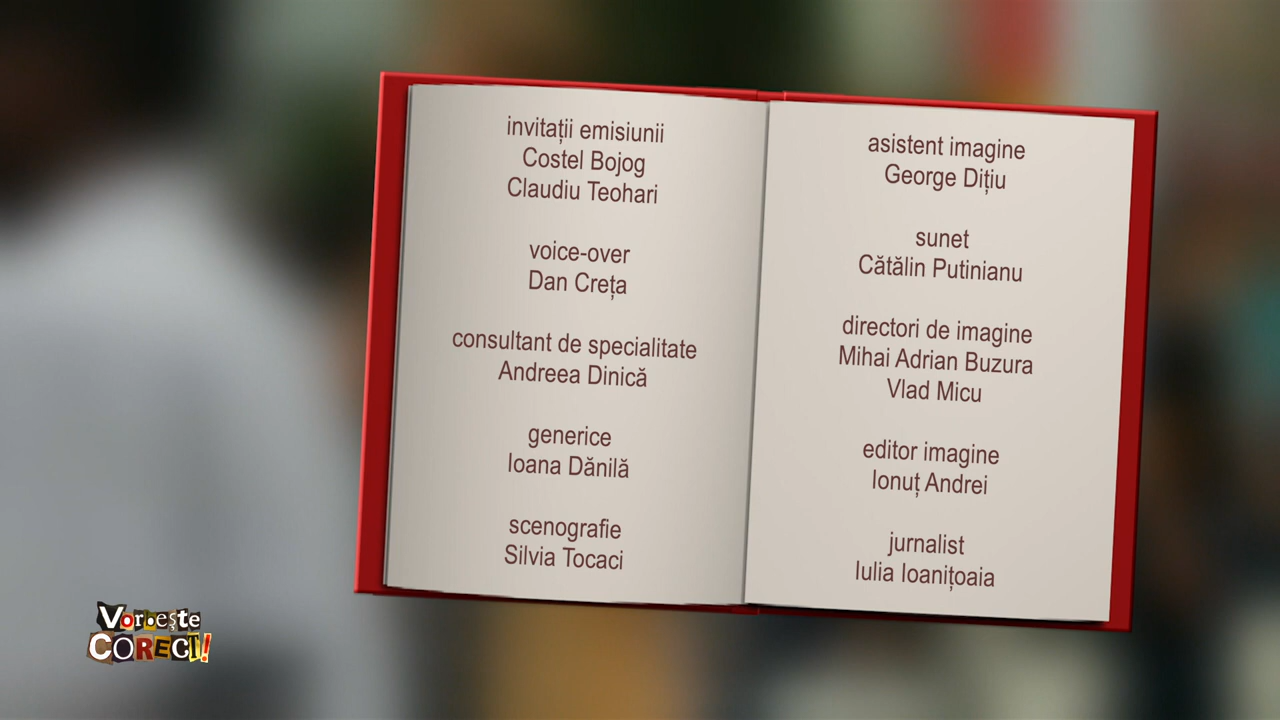 invitații emisiunii
Costel Bojog
Claudiu Teohari
voice-over
Dan Creța
consultant de specialitate
Andreea Dinică
generice
Ioana Dănilă
scenografie
Silvia Tocaci
asistent imagine
George Dițiu
sunet
Cătălin Putinianu
directori de imagine
Mihai Adrian Buzura
Vlad Micu
editor imagine
Ionuț Andrei
jurnalist
Iulia Ioanițoaia
Vorbește
CORECT!